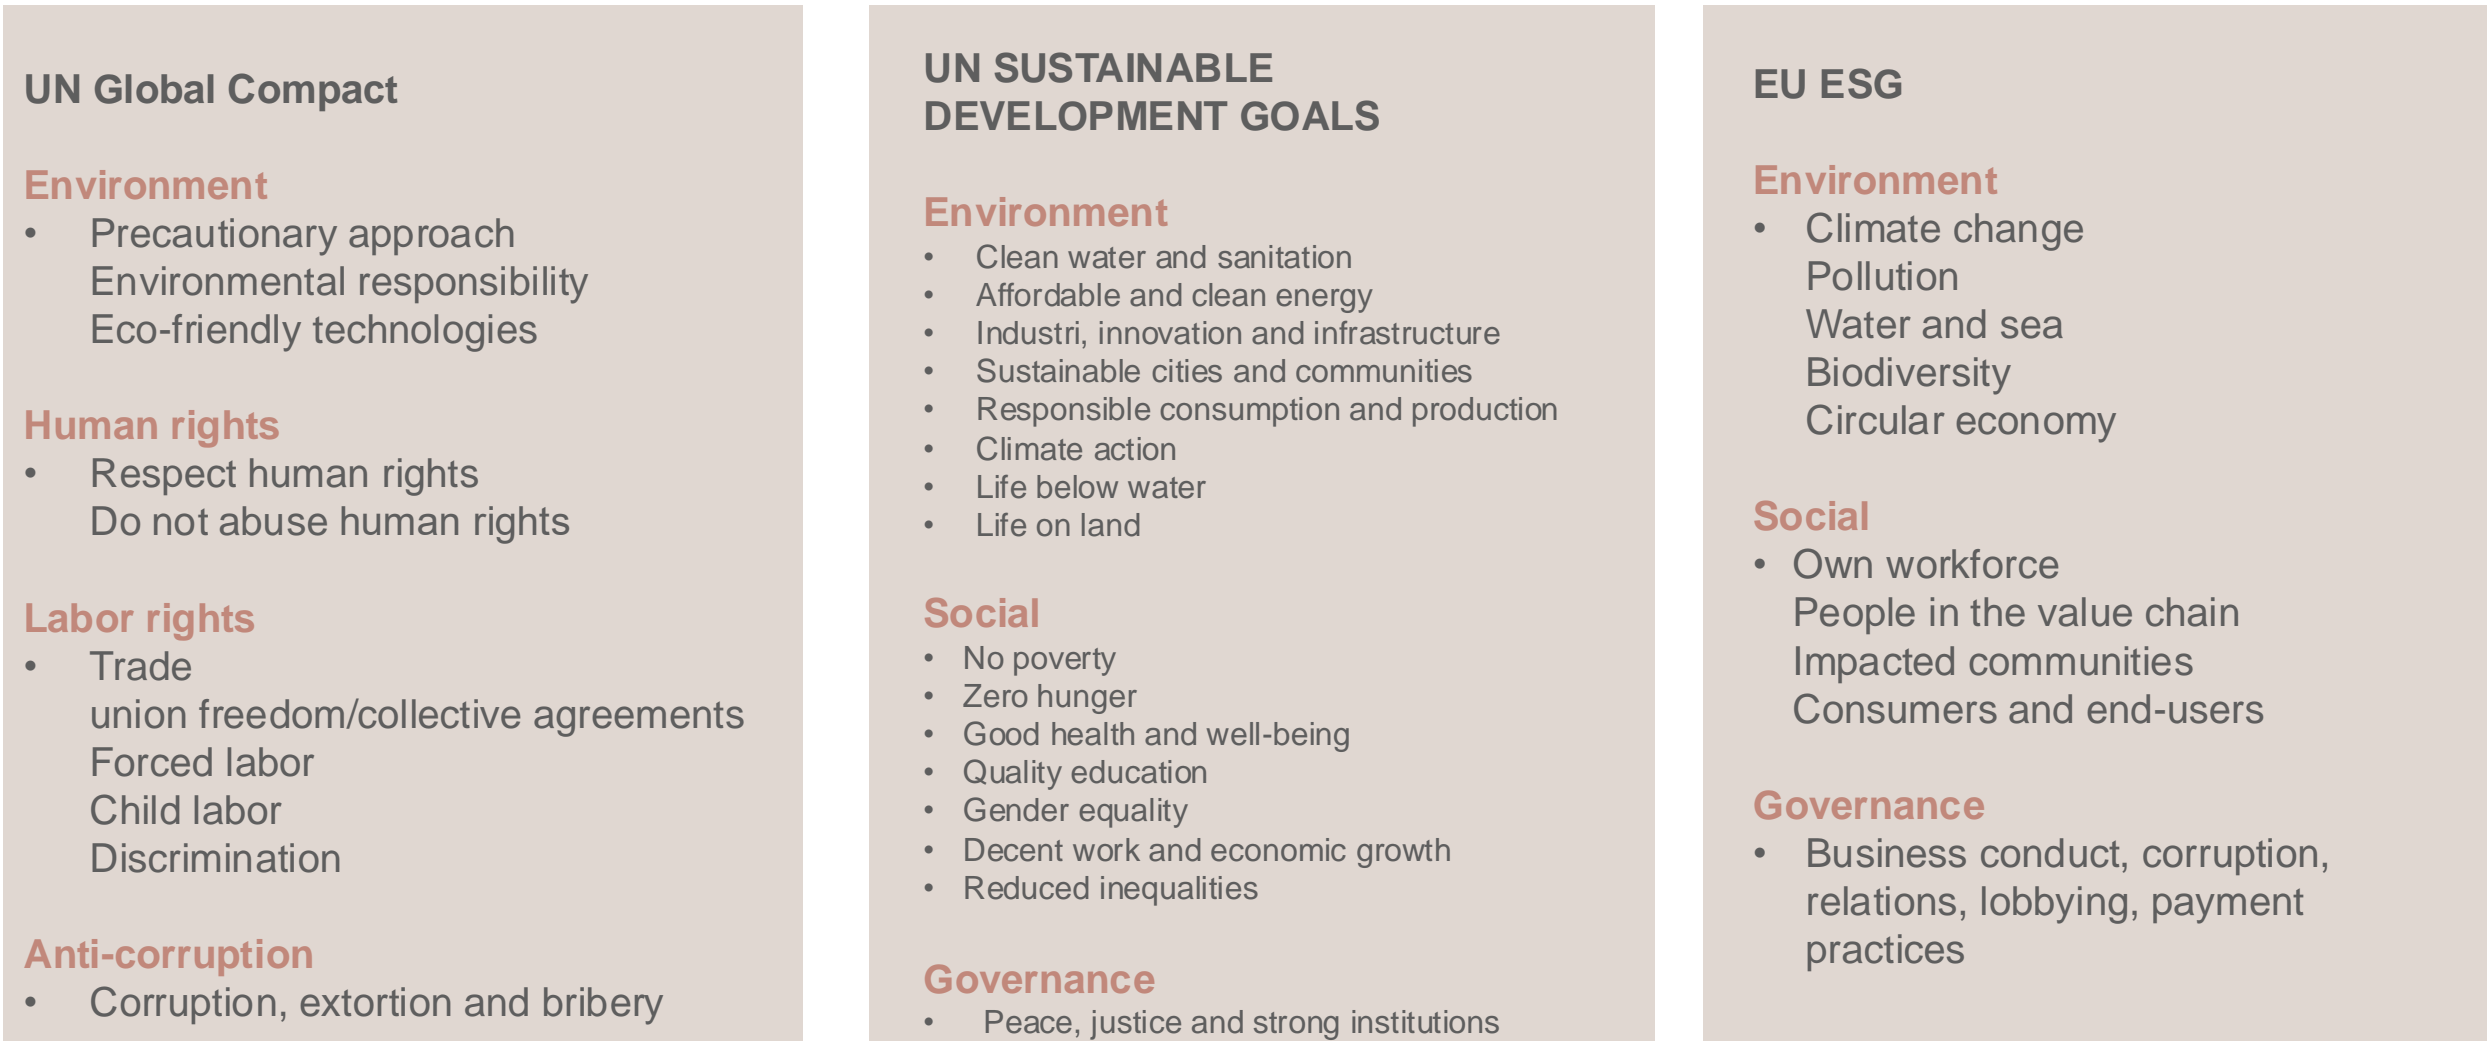 UN Global Compact
Environment
• Precautionary approach
Environmental responsibility
Eco-friendly technologies
Human rights
• Respect human rights
Do not abuse human rights
Labor rights
• Trade
union freedom/collective agreements
Forced labor
Child labor
Discrimination
Anti-corruption
• Corruption, extortion and bribery
UN SUSTAINABLE
DEVELOPMENT GOALS
Environment
• Clean water and sanitation
• Affordable and clean energy
• Industri, innovation and infrastructure
• Sustainable cities and communities
• Responsible consumption and production
• Climate action
• Life below water
• Life on land
Social
• No poverty
• Zero hunger
• Good health and well-being
• Quality education
• Gender equality
• Decent work and economic growth
• Reduced inequalities
Governance
• Peace, justice and strong institutions
EU ESG
Environment
• Climate change
Pollution
Water and sea
Biodiversity
Circular economy
Social
• Own workforce
People in the value chain
Impacted communities
Consumers and end-users
Governance
• Business conduct, corruption,
relations, lobbying, payment
practices